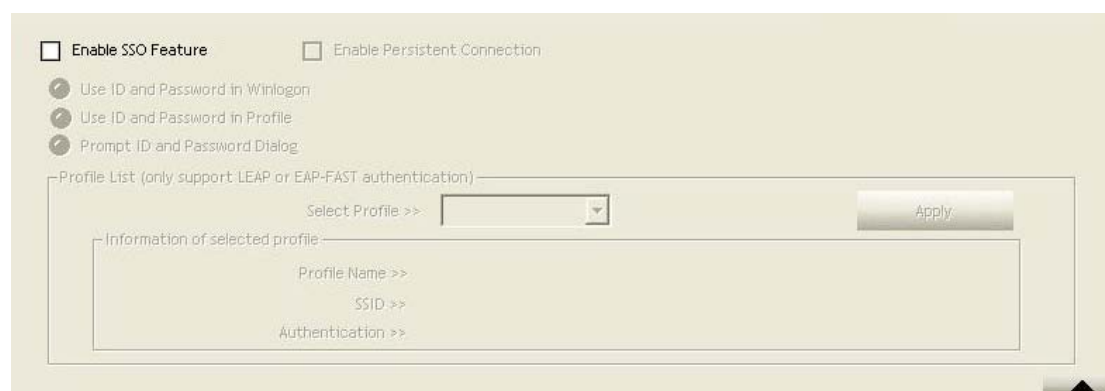 Enable SSO Feature Enable Persistent Connection
Use ID and Password in Winlogon
Use ID and Password in Profile
Prompt ID and Password Dialog
Profile List (only support LEAP or EAP-FAST authentication)
Select Profile >> Apply
Information of selected profile
Profile Name >>
SSID >>
Authentication >>